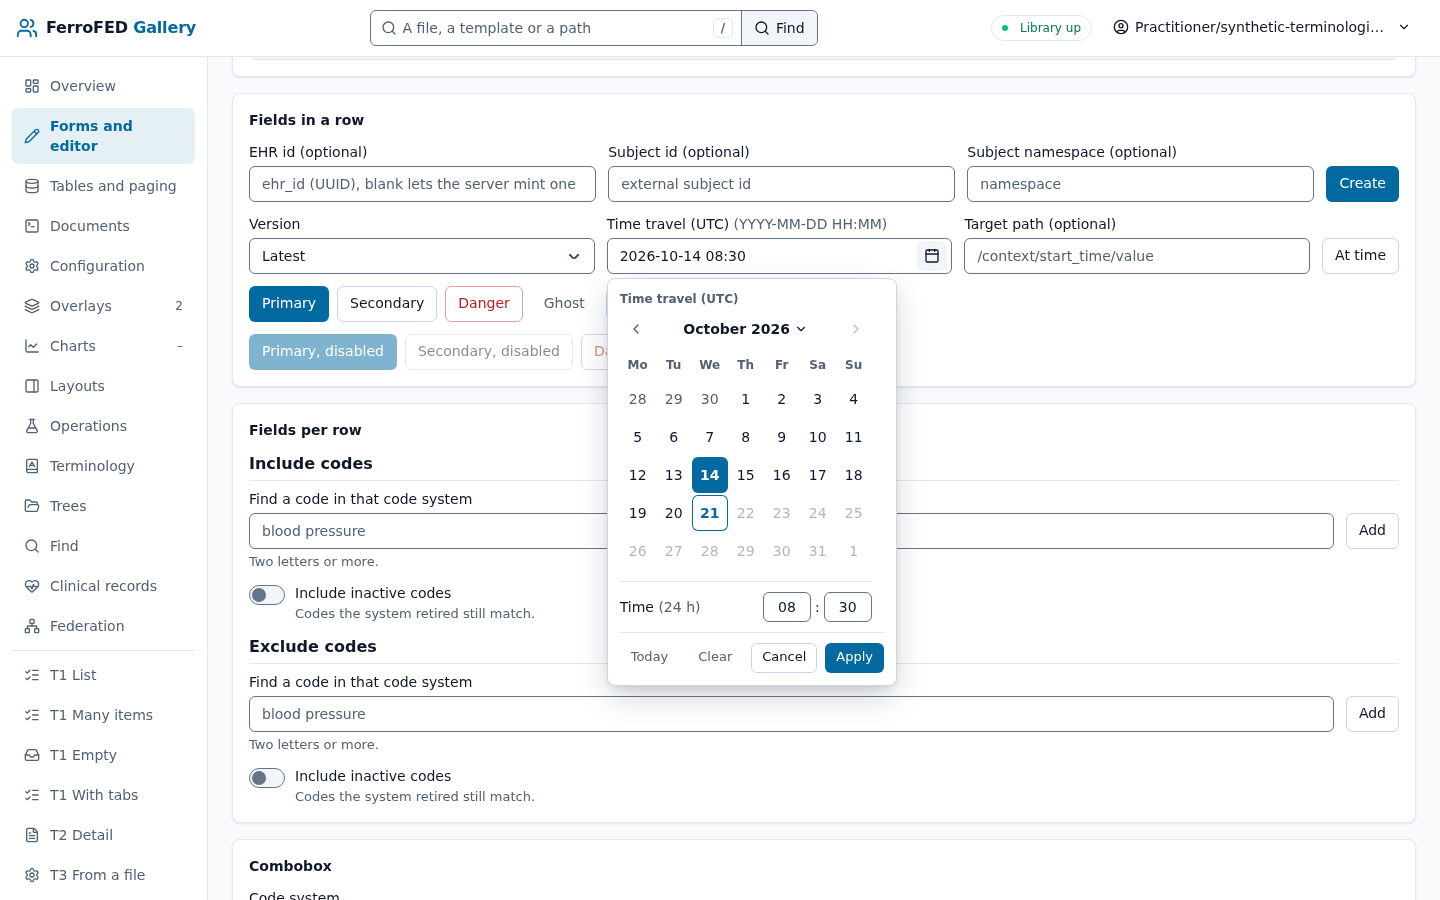 FerroFED Gallery
A file, a template or a path
/
Find
Library up
Practitioner/synthetic-terminologi...
Overview
Forms and
editor
Tables and paging
Documents
Configuration
Overlays 2
Charts –
Layouts
Operations
Terminology
Trees
Find
Clinical records
Federation
T1 List
T1 Many items
T1 Empty
T1 With tabs
T2 Detail
T3 From a file
Fields in a row
EHR id (optional)
Subject id (optional)
Subject namespace (optional)
ehr_id (UUID), blank lets the server mint one
external subject id
namespace
Create
Version
Time travel (UTC) (YYYY-MM-DD HH:MM)
Target path (optional)
Latest
2026-10-14 08:30
/context/start_time/value
At time
Primary
Secondary
Danger
Ghost
Primary, disabled
Secondary, disabled
Time travel (UTC)
October 2026
Mo Tu We Th Fr Sa Su
28 29 30 1 2 3 4
5 6 7 8 9 10 11
12 13 14 15 16 17 18
19 20 21 22 23 24 25
26 27 28 29 30 31 1
Time (24 h) 08 : 30
Today Clear Cancel Apply
Fields per row
Include codes
Find a code in that code system
blood pressure
Add
Two letters or more.
Include inactive codes
Codes the system retired still match.
Exclude codes
Find a code in that code system
blood pressure
Add
Two letters or more.
Include inactive codes
Codes the system retired still match.
Combobox
Code system